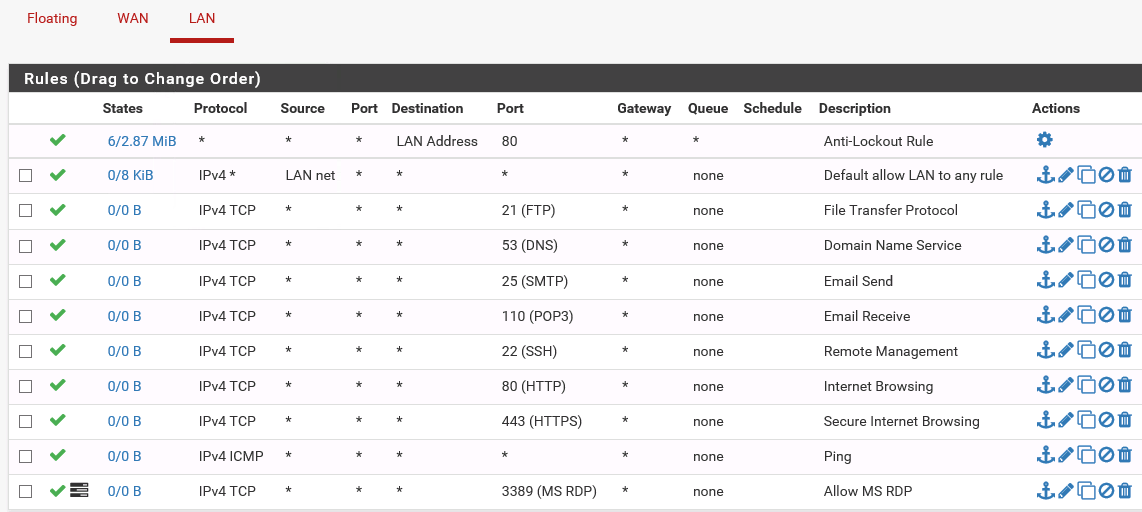 Floating WAN LAN
Rules (Drag to Change Order)
States Protocol Source Port Destination Port Gateway Queue Schedule Description Actions
6/2.87 MiB * * * LAN Address 80 * * Anti-Lockout Rule
0/8 KiB IPv4 * LAN net * * * * none Default allow LAN to any rule
0/0 B IPv4 TCP * * * 21 (FTP) * none File Transfer Protocol
0/0 B IPv4 TCP * * * 53 (DNS) * none Domain Name Service
0/0 B IPv4 TCP * * * 25 (SMTP) * none Email Send
0/0 B IPv4 TCP * * * 110 (POP3) * none Email Receive
0/0 B IPv4 TCP * * * 22 (SSH) * none Remote Management
0/0 B IPv4 TCP * * * 80 (HTTP) * none Internet Browsing
0/0 B IPv4 TCP * * * 443 (HTTPS) * none Secure Internet Browsing
0/0 B IPv4 ICMP * * * * * none Ping
0/0 B IPv4 TCP * * * 3389 (MS RDP) * none Allow MS RDP